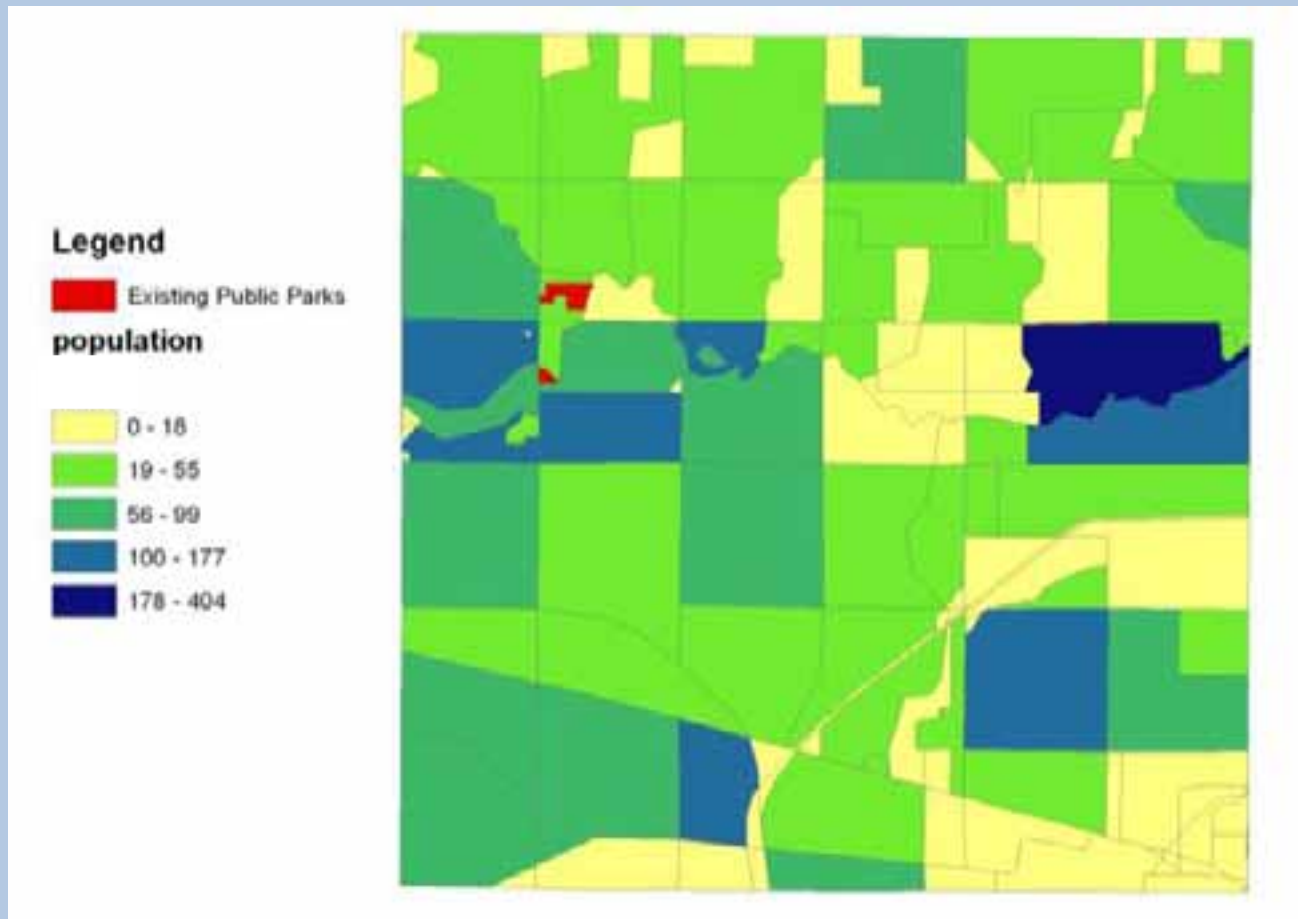 Legend
Existing Public Parks
population
0 - 18
19 - 55
56 - 99
100 - 177
178 - 404